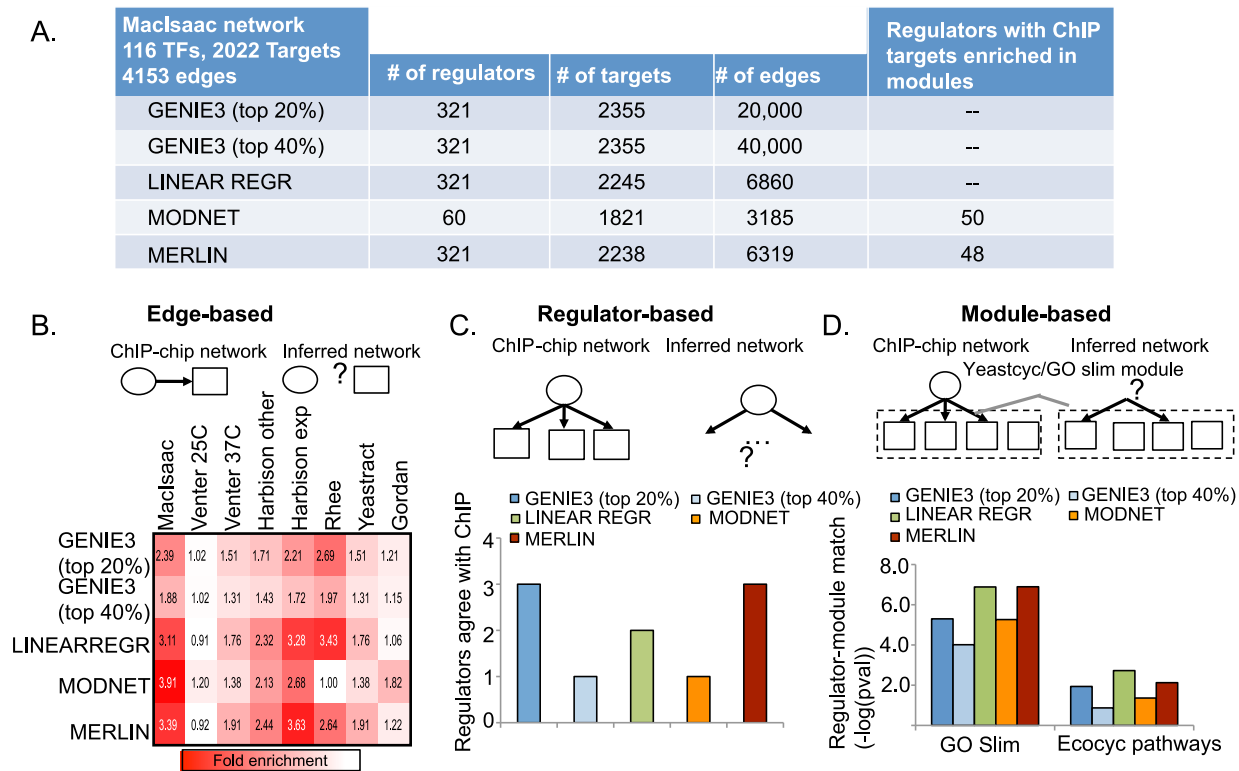 A.
MacIsaac network
116 TFs, 2022 Targets
4153 edges
# of regulators
# of targets
# of edges
Regulators with ChIP
targets enriched in
modules
GENIE3 (top 20%) 321 2355 20,000 --
GENIE3 (top 40%) 321 2355 40,000 --
LINEAR REGR 321 2245 6860 --
MODNET 60 1821 3185 50
MERLIN 321 2238 6319 48
B.
Edge-based
ChIP-chip network
Inferred network
?
MacIsaac
Venter 25C
Venter 37C
Harbison other
Harbison exp
Rhee
Yeastract
Gordan
GENIE3
(top 20%)
2.39 1.02 1.51 1.71 2.21 2.69 1.51 1.21
GENIE3
(top 40%)
1.88 1.02 1.31 1.43 1.72 1.97 1.31 1.15
LINEARREGR 3.11 0.91 1.76 2.32 3.28 3.43 1.76 1.06
MODNET 3.91 1.20 1.38 2.13 2.68 1.00 1.38 1.82
MERLIN 3.39 0.92 1.91 2.44 3.63 2.64 1.91 1.22
Fold enrichment
C.
Regulator-based
ChIP-chip network
Inferred network
...
?
GENIE3 (top 20%)
GENIE3 (top 40%)
LINEAR REGR
MODNET
MERLIN
Regulators agree with ChIP
4
3
2
1
0
D.
Module-based
ChIP-chip network
Inferred network
Yeastcyc/GO slim module
?
GENIE3 (top 20%)
GENIE3 (top 40%)
LINEAR REGR
MODNET
MERLIN
Regulator-module match
(-log(pval))
8.0
6.0
4.0
2.0
GO Slim
Ecocyc pathways